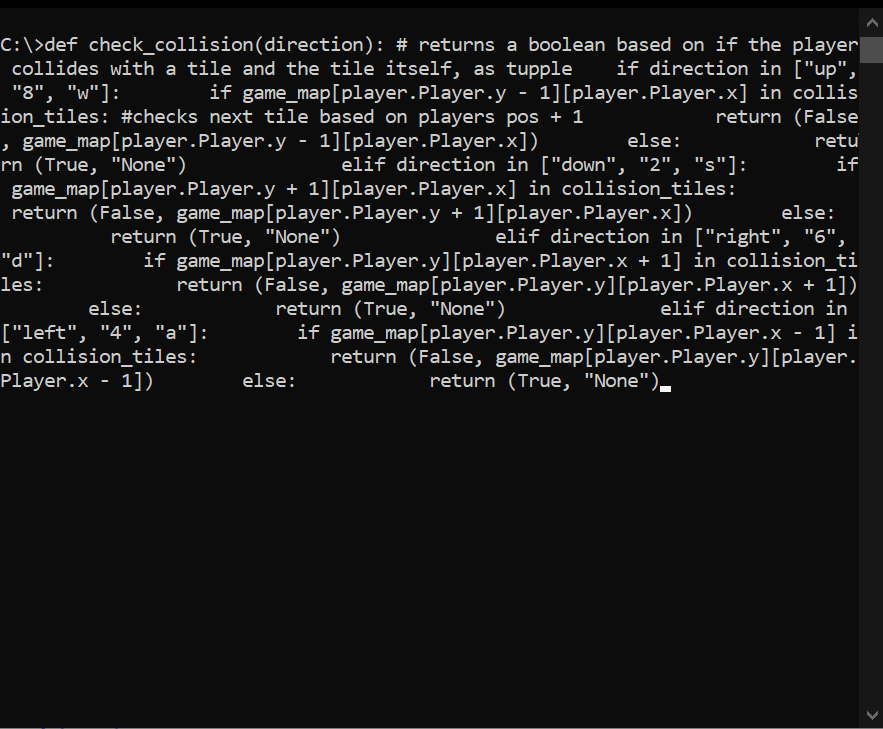 C:\>def check_collision(direction): # returns a boolean based on if the player
 collides with a tile and the tile itself, as tupple    if direction in ["up",
 "8", "w"]:        if game_map[player.Player.y - 1][player.Player.x] in collis
ion_tiles: #checks next tile based on players pos + 1            return (False
, game_map[player.Player.y - 1][player.Player.x])        else:            retu
rn (True, "None")              elif direction in ["down", "2", "s"]:        if
 game_map[player.Player.y + 1][player.Player.x] in collision_tiles:
 return (False, game_map[player.Player.y + 1][player.Player.x])        else:
          return (True, "None")              elif direction in ["right", "6",
"d"]:        if game_map[player.Player.y][player.Player.x + 1] in collision_ti
les:            return (False, game_map[player.Player.y][player.Player.x + 1])
        else:            return (True, "None")              elif direction in
["left", "4", "a"]:        if game_map[player.Player.y][player.Player.x - 1] i
n collision_tiles:            return (False, game_map[player.Player.y][player.
Player.x - 1])        else:            return (True, "None")